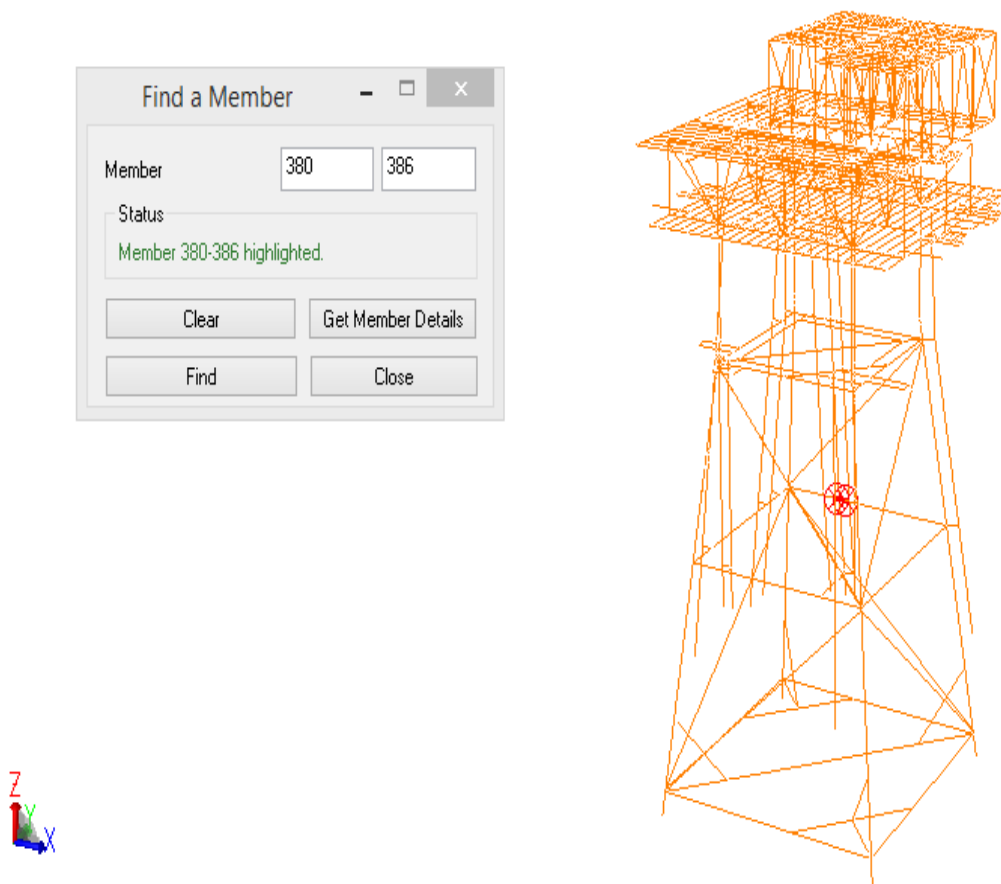 Find a Member
Member 380 386
Status
Member 380-386 highlighted.
Clear Get Member Details
Find Close
Z
Y
X